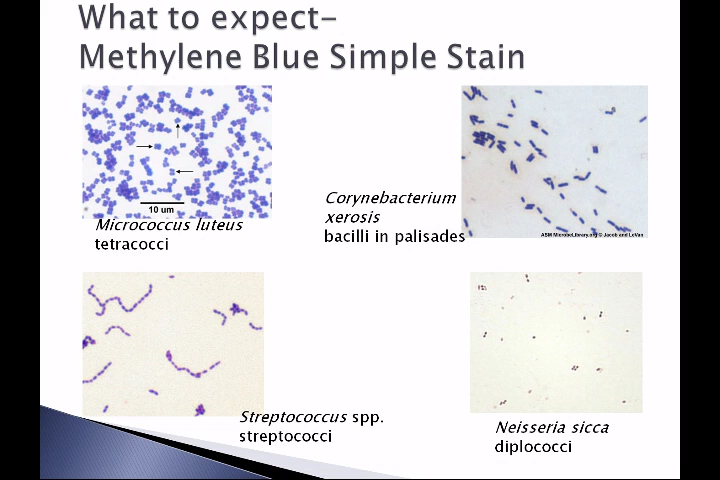 What to expect-
Methylene Blue Simple Stain
10 um
Micrococcus luteus
tetracocci
Corynebacterium
xerosis
bacilli in palisades
ASM MicrobeLibrary.org © Jacob and LeVan
Streptococcus spp.
streptococci
Neisseria sicca
diplococci